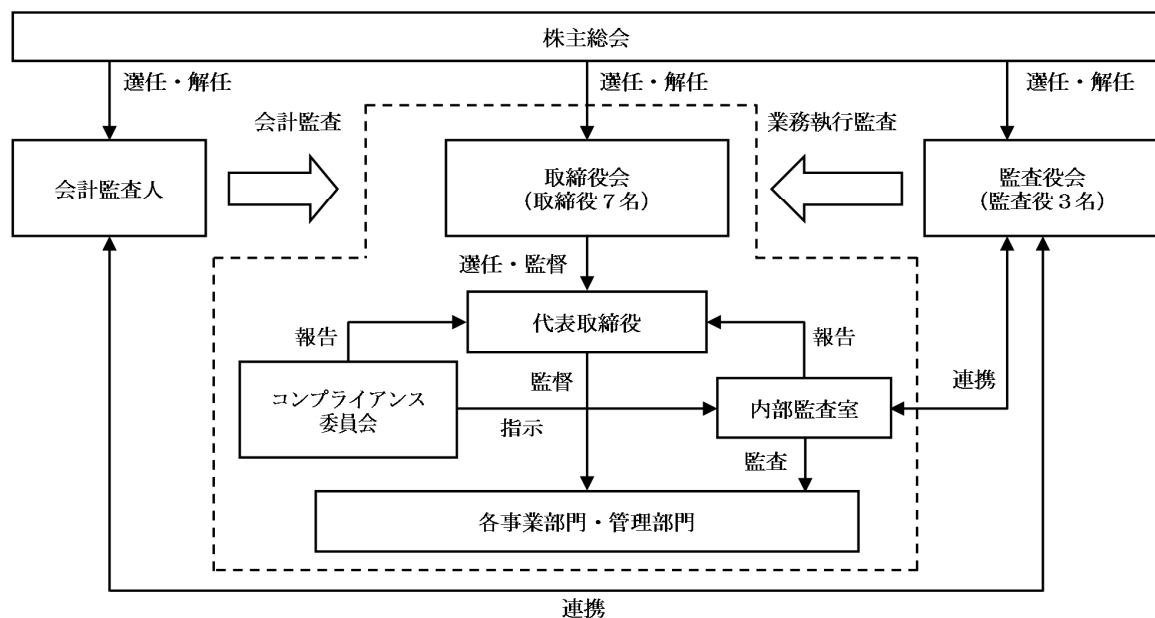 株主総会
選任・解任
選任・解任
選任・解任
会計監査
業務執行監査
会計監査人
取締役会
(取締役７名)
監査役会
(監査役３名)
選任・監督
代表取締役
報告
報告
コンプライアンス
委員会
監督
指示
内部監査室
連携
監査
各事業部門・管理部門
連携